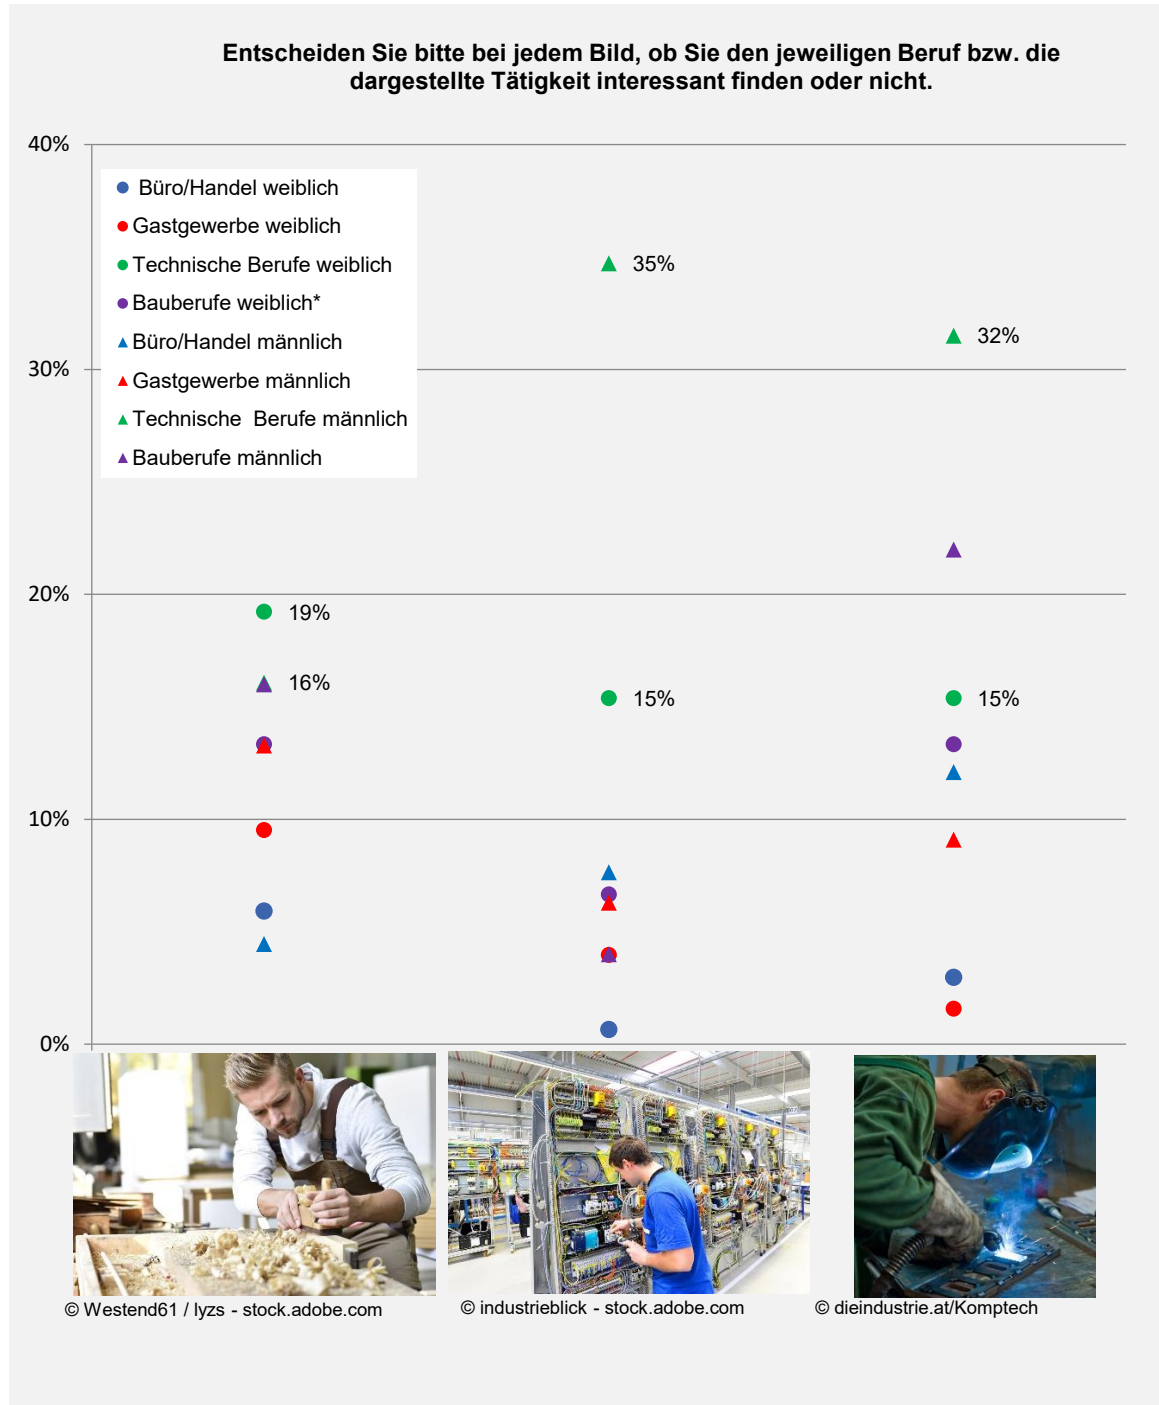 Entscheiden Sie bitte bei jedem Bild, ob Sie den jeweiligen Beruf bzw. die
dargestellte Tätigkeit interessant finden oder nicht.
40%
Büro/Handel weiblich
Gastgewerbe weiblich
Technische Berufe weiblich
Bauberufe weiblich*
Büro/Handel männlich
Gastgewerbe männlich
Technische Berufe männlich
Bauberufe männlich
35%
32%
30%
20%
19%
16%
15%
15%
10%
0%
© Westend61 / lyzs - stock.adobe.com
© industrieblick - stock.adobe.com
© dieindustrie.at/Komptech